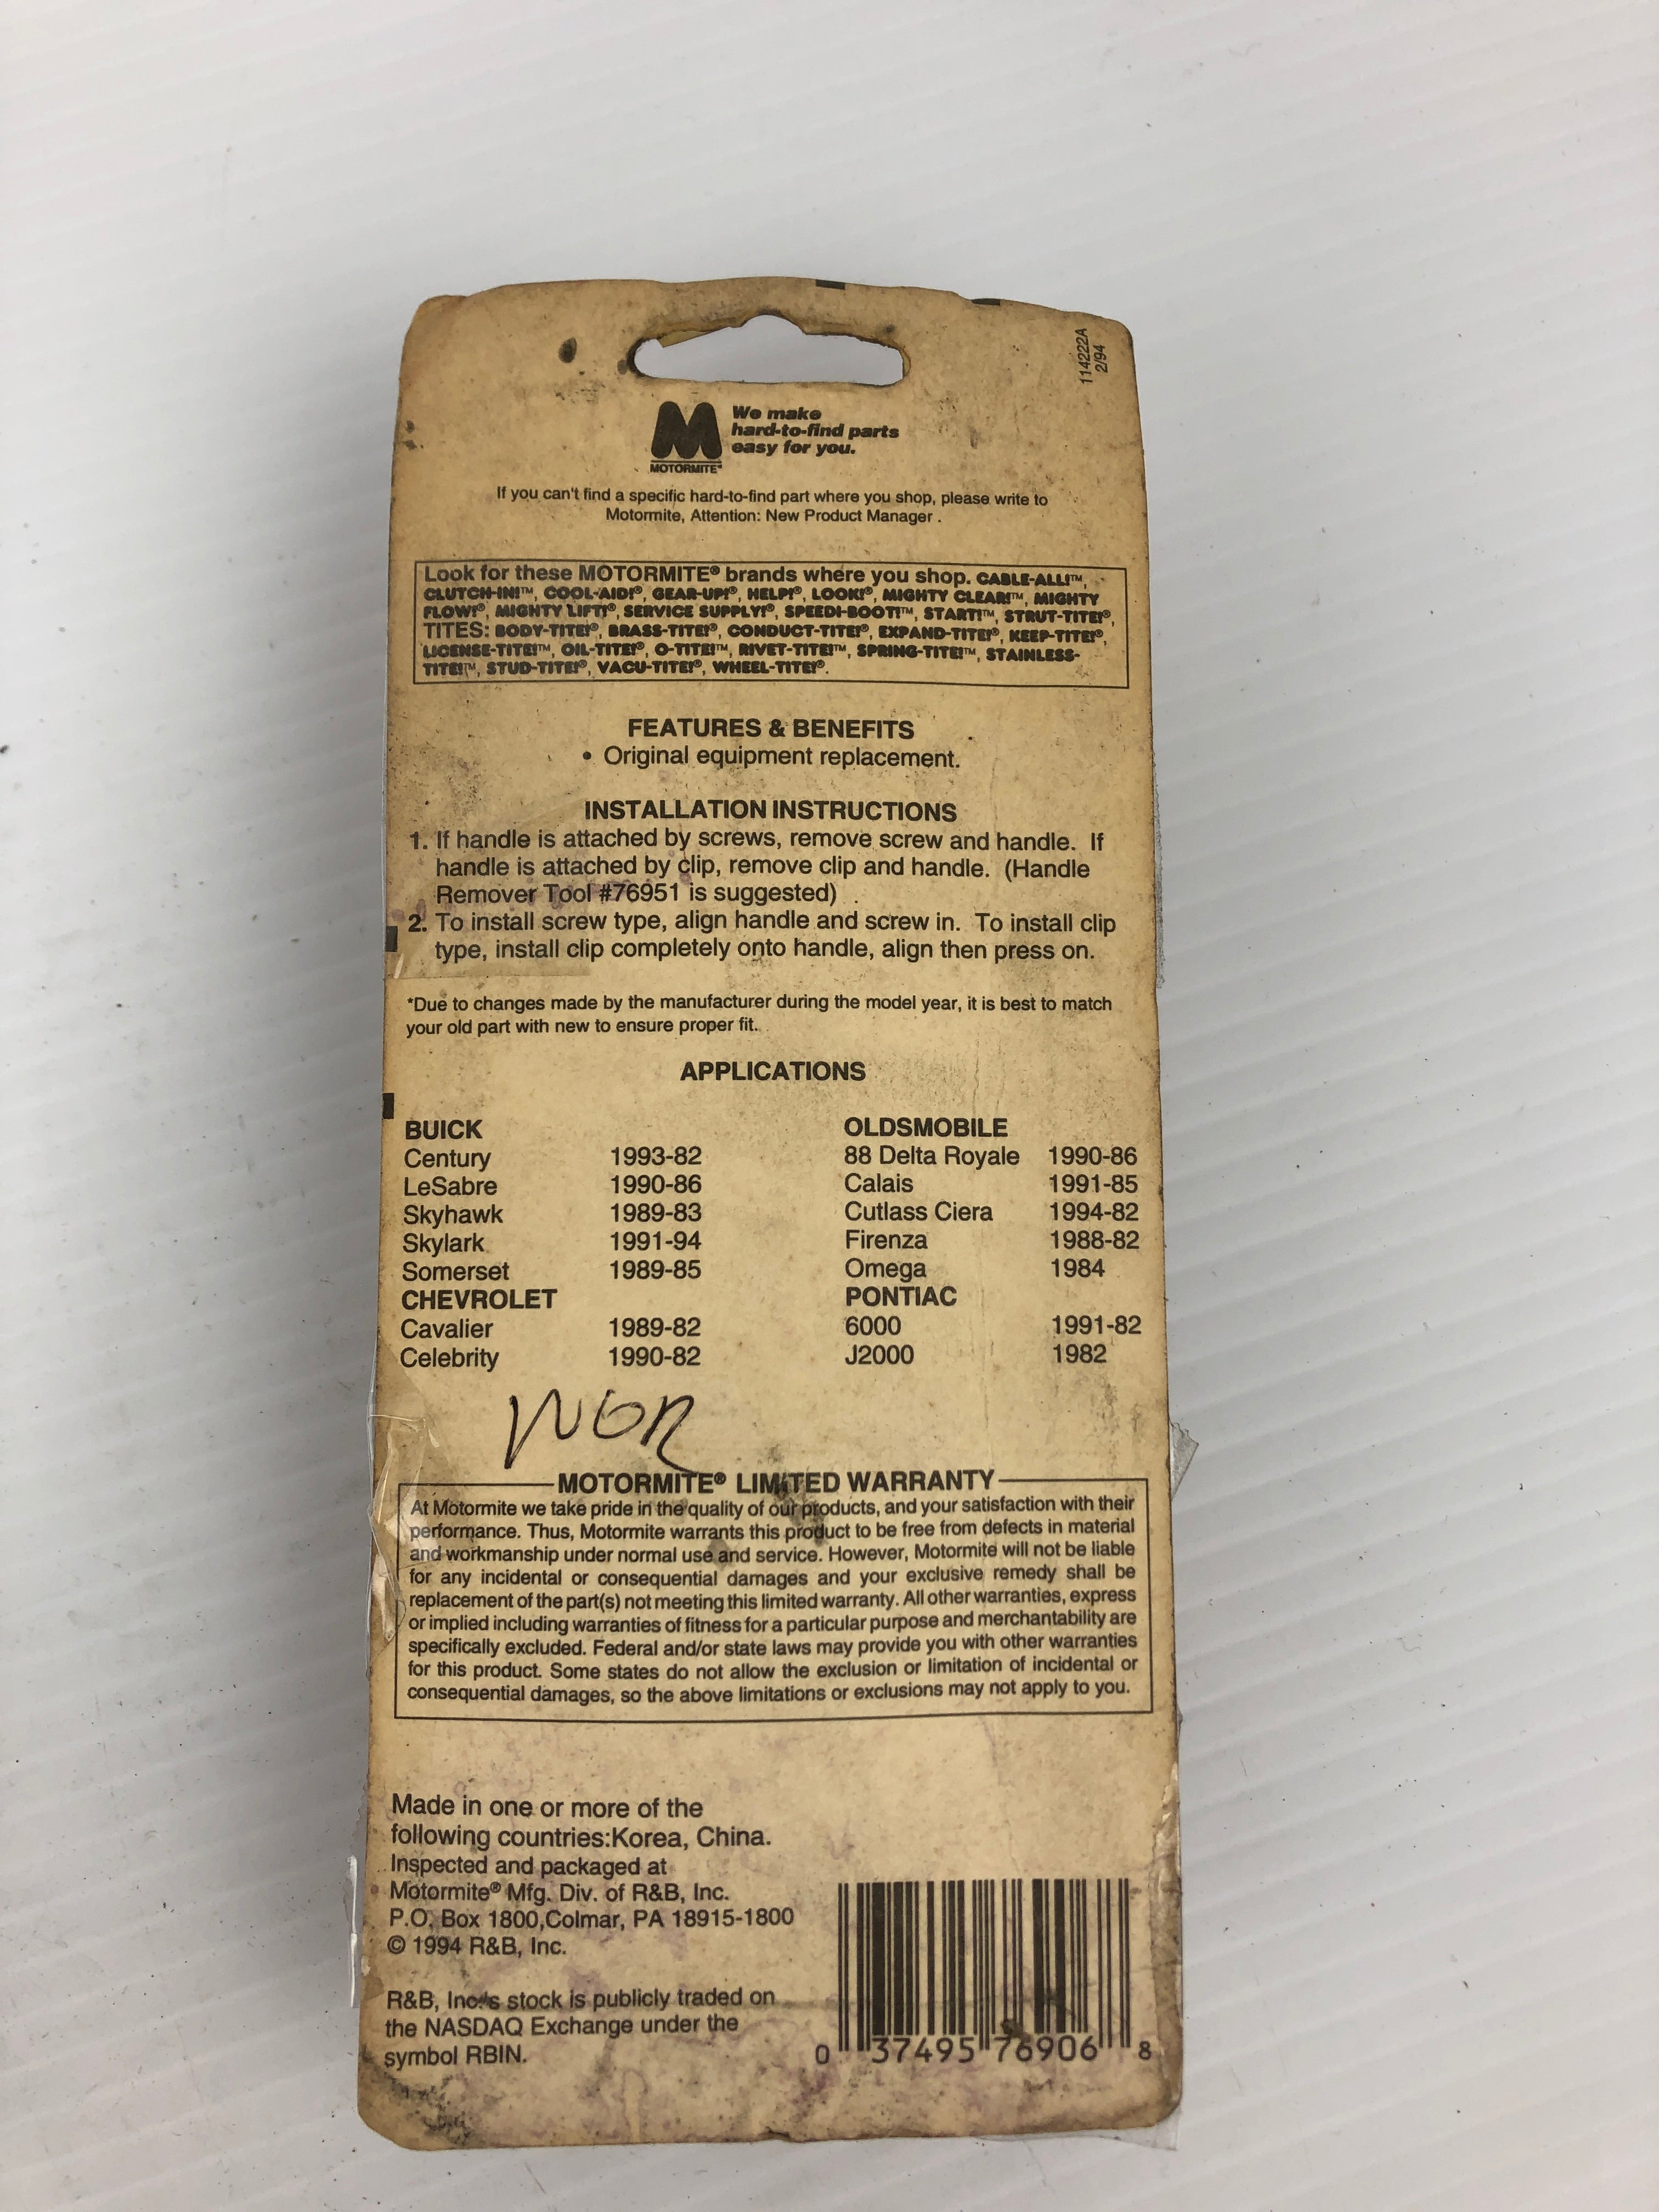 114222A
2/94
We make
hard-to-find parts
easy for you.
MOTORMITE®
If you can't find a specific hard-to-find part where you shop, please write to
Motormite, Attention: New Product Manager .
Look for these MOTORMITE® brands where you shop. CABLE-ALL!™,
CLUTCH-IN!™, COOL-AID!®, GEAR-UP!®, HELP!®, LOOK!®, MIGHTY CLEAR!™, MIGHTY
FLOW!®, MIGHTY LIFT!®, SERVICE SUPPLY!®, SPEEDI-BOOT!™, START!™, STRUT-TITE!®,
TITES: BODY-TITE!®, BRASS-TITE!®, CONDUCT-TITE!®, EXPAND-TITE!®, KEEP-TITE!®,
LICENSE-TITE!™, OIL-TITE!®, O-TITE!™, RIVET-TITE!™, SPRING-TITE!™, STAINLESS-
TITE!™, STUD-TITE!®, VACU-TITE!®, WHEEL-TITE!®.
FEATURES & BENEFITS
• Original equipment replacement.
INSTALLATION INSTRUCTIONS
1. If handle is attached by screws, remove screw and handle. If
handle is attached by clip, remove clip and handle. (Handle
Remover Tool #76951 is suggested)
2. To install screw type, align handle and screw in. To install clip
type, install clip completely onto handle, align then press on.
*Due to changes made by the manufacturer during the model year, it is best to match
your old part with new to ensure proper fit.
APPLICATIONS
BUICK
Century 1993-82
LeSabre 1990-86
Skyhawk 1989-83
Skylark 1991-94
Somerset 1989-85
CHEVROLET
Cavalier 1989-82
Celebrity 1990-82
OLDSMOBILE
88 Delta Royale 1990-86
Calais 1991-85
Cutlass Ciera 1994-82
Firenza 1988-82
Omega 1984
PONTIAC
6000 1991-82
J2000 1982
MOTORMITE® LIMITED WARRANTY
At Motormite we take pride in the quality of our products, and your satisfaction with their
performance. Thus, Motormite warrants this product to be free from defects in material
and workmanship under normal use and service. However, Motormite will not be liable
for any incidental or consequential damages and your exclusive remedy shall be
replacement of the part(s) not meeting this limited warranty. All other warranties, express
or implied including warranties of fitness for a particular purpose and merchantability are
specifically excluded. Federal and/or state laws may provide you with other warranties
for this product. Some states do not allow the exclusion or limitation of incidental or
consequential damages, so the above limitations or exclusions may not apply to you.
Made in one or more of the
following countries:Korea, China.
Inspected and packaged at
Motormite® Mfg. Div. of R&B, Inc.
P.O. Box 1800,Colmar, PA 18915-1800
© 1994 R&B, Inc.
R&B, Inc.'s stock is publicly traded on
the NASDAQ Exchange under the
symbol RBIN.
0 37495 76906 8